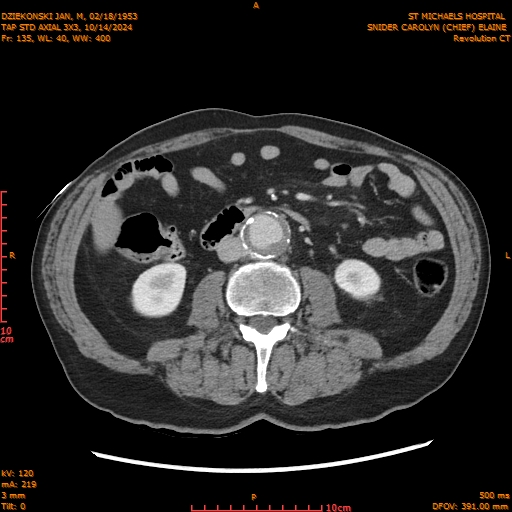 A
DZIEKONSKI JAN, M, 02/18/1953
TAP STD AXIAL 3X3, 10/14/2024
Fr: 135, WL: 40, WW: 400
ST MICHAELS HOSPITAL
SNIDER CAROLYN (CHIEF) ELAINE
Revolution CT
R
L
10
cm
kV: 120
mA: 219
3 mm
Tilt: 0
P
10cm
500 ms
DFOV: 391.00 mm